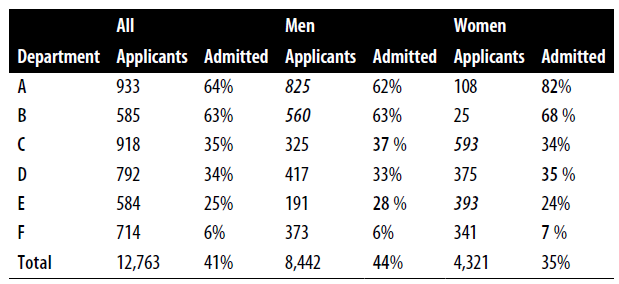 All Men Women
Department Applicants Admitted Applicants Admitted Applicants Admitted
A 933 64% 825 62% 108 82%
B 585 63% 560 63% 25 68 %
C 918 35% 325 37 % 593 34%
D 792 34% 417 33% 375 35 %
E 584 25% 191 28 % 393 24%
F 714 6% 373 6% 341 7 %
Total 12,763 41% 8,442 44% 4,321 35%